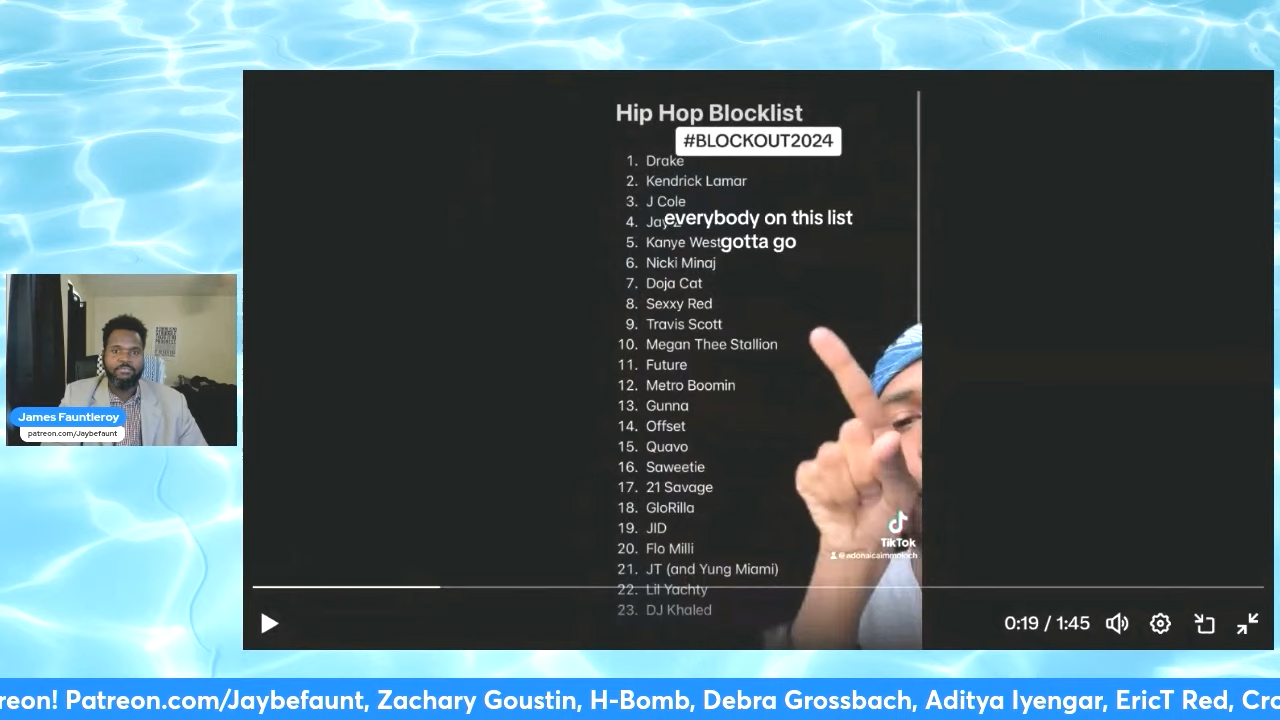 Hip Hop Blocklist
#BLOCKOUT2024
1. Drake
2. Kendrick Lamar
3. J Cole
4. Jay Z
everybody on this list
5. Kanye West
gotta go
6. Nicki Minaj
7. Doja Cat
8. Sexxy Red
9. Travis Scott
10. Megan Thee Stallion
11. Future
12. Metro Boomin
13. Gunna
14. Offset
15. Quavo
16. Saweetie
17. 21 Savage
18. GloRilla
19. JID
20. Flo Milli
21. JT (and Yung Miami)
22. Lil Yachty
23. DJ Khaled
TikTok
@adonaicaimmoloch
0:19 / 1:45
James Fauntleroy
patreon.com/Jaybefaunt
reon! Patreon.com/Jaybefaunt, Zachary Goustin, H-Bomb, Debra Grossbach, Aditya Iyengar, EricT Red, Cro